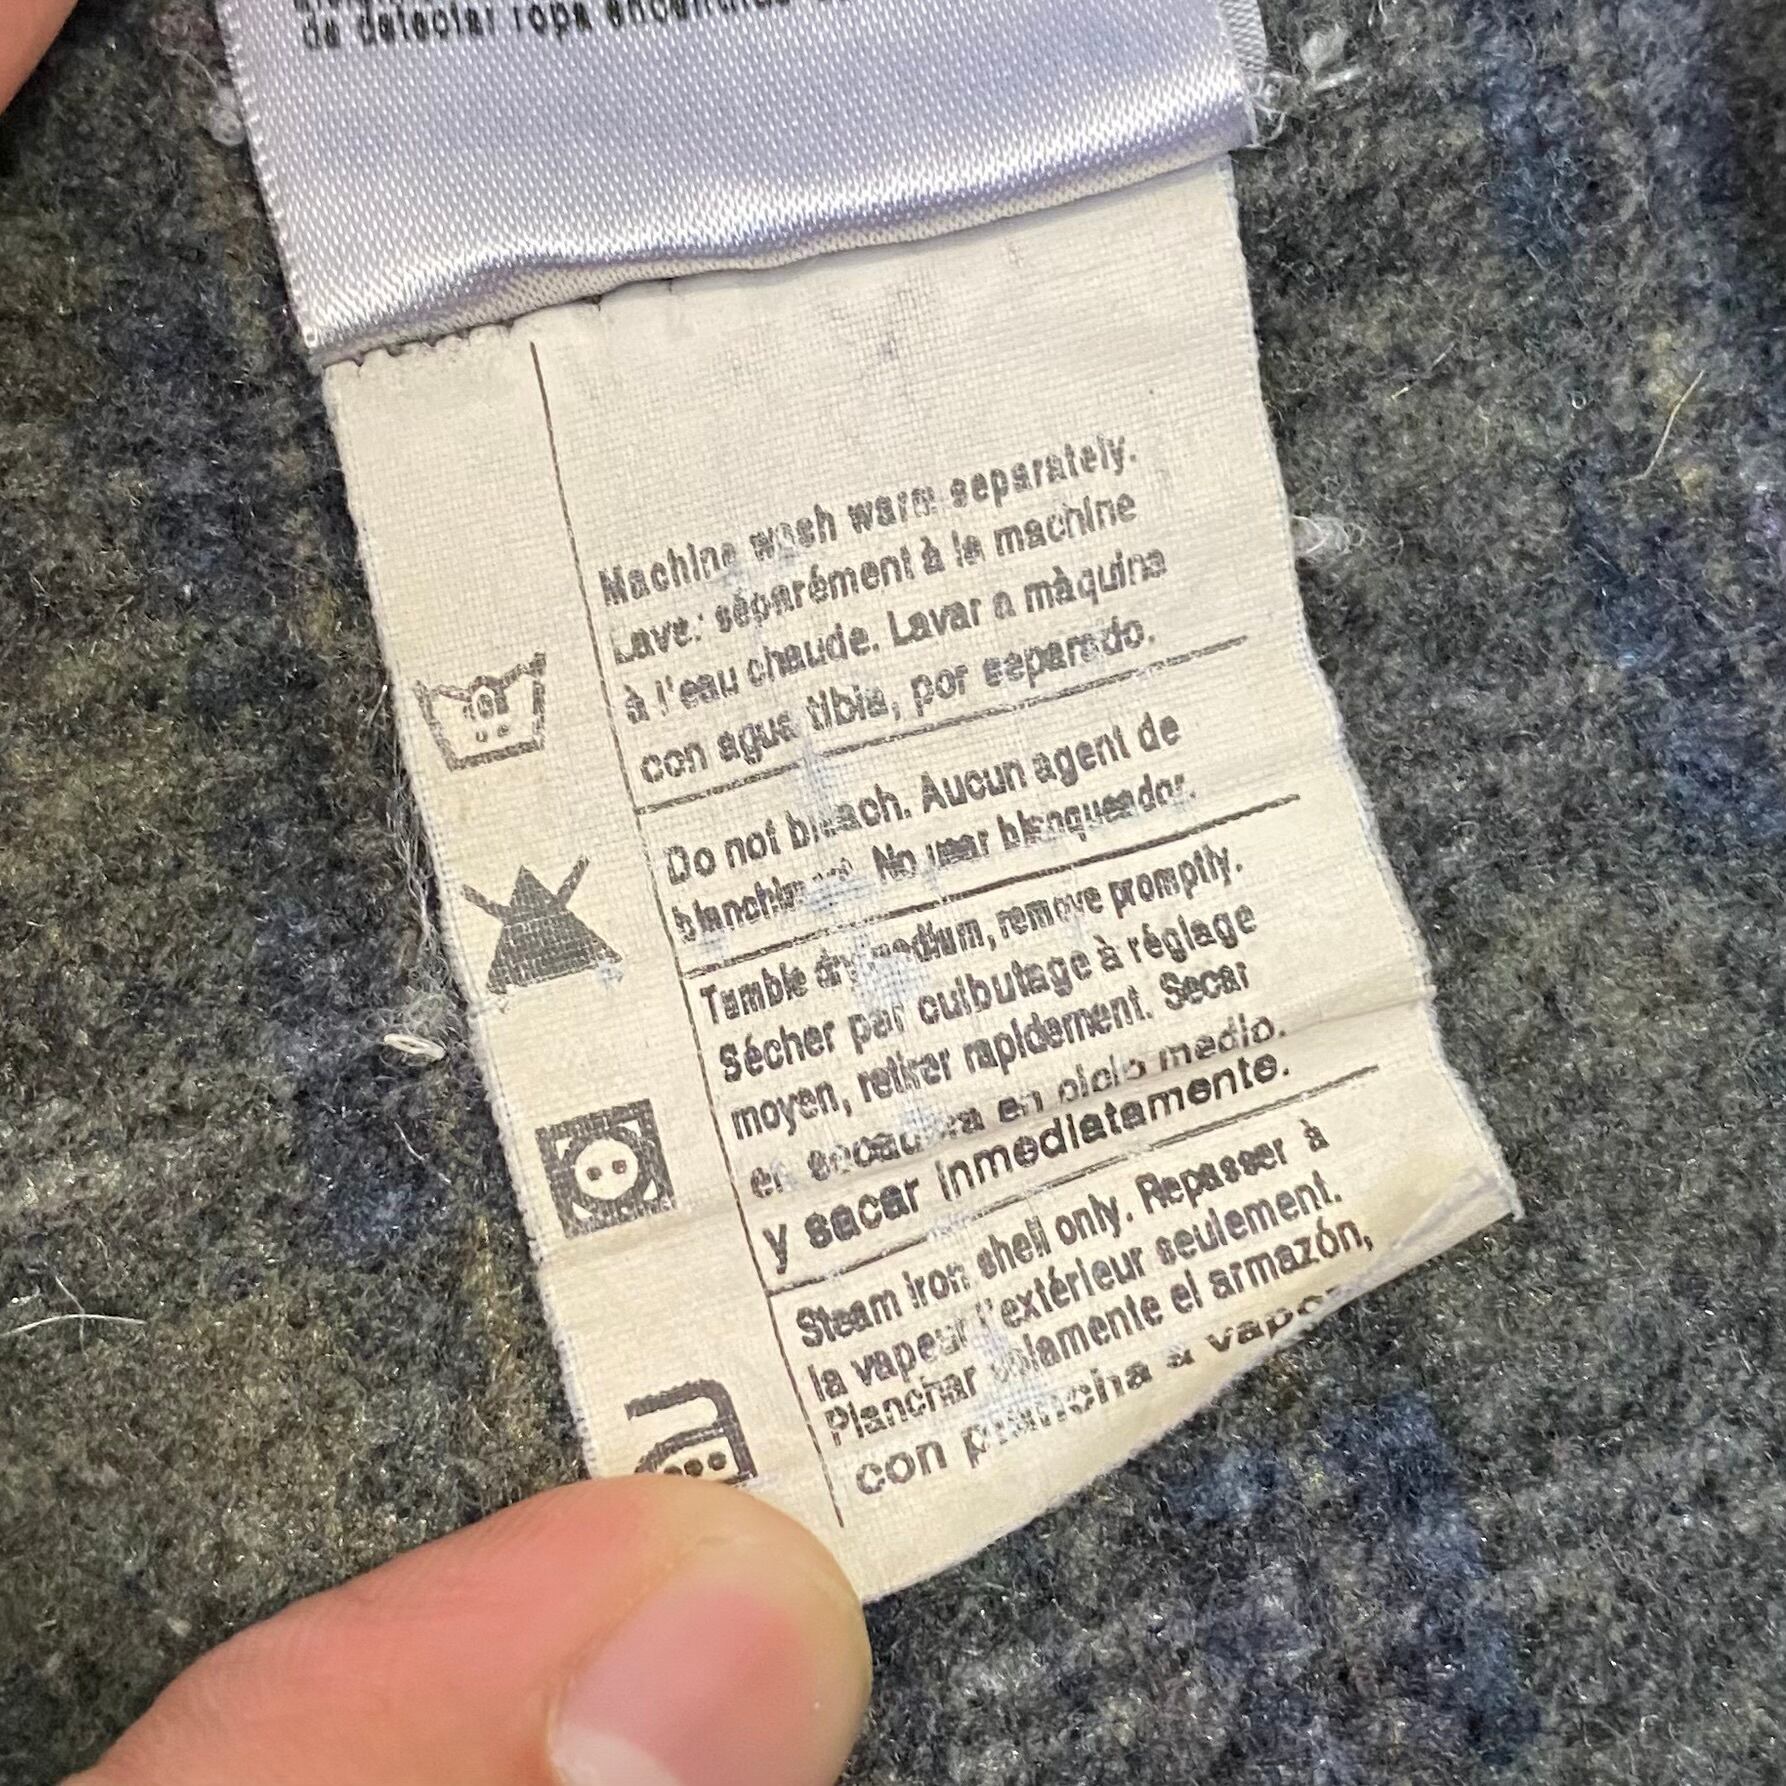 de detectar ropa
Machine wash warm separately.
Laver séparément à la machine
à l'eau chaude. Lavar a màquina
con agua tibia, por separado.
Do not bleach. Aucun agent de
blanchiment. No usar blanqueador.
Tumble dry medium, remove promptly.
Sécher par culbutage à réglage
moyen, retirer rapidement. Secar
en secadora en ciclo medio.
y sacar inmediatamente.
Steam iron shell only. Repasser à
la vapeur l'extérieur seulement.
Planchar solamente el armazón,
con plancha a vapor